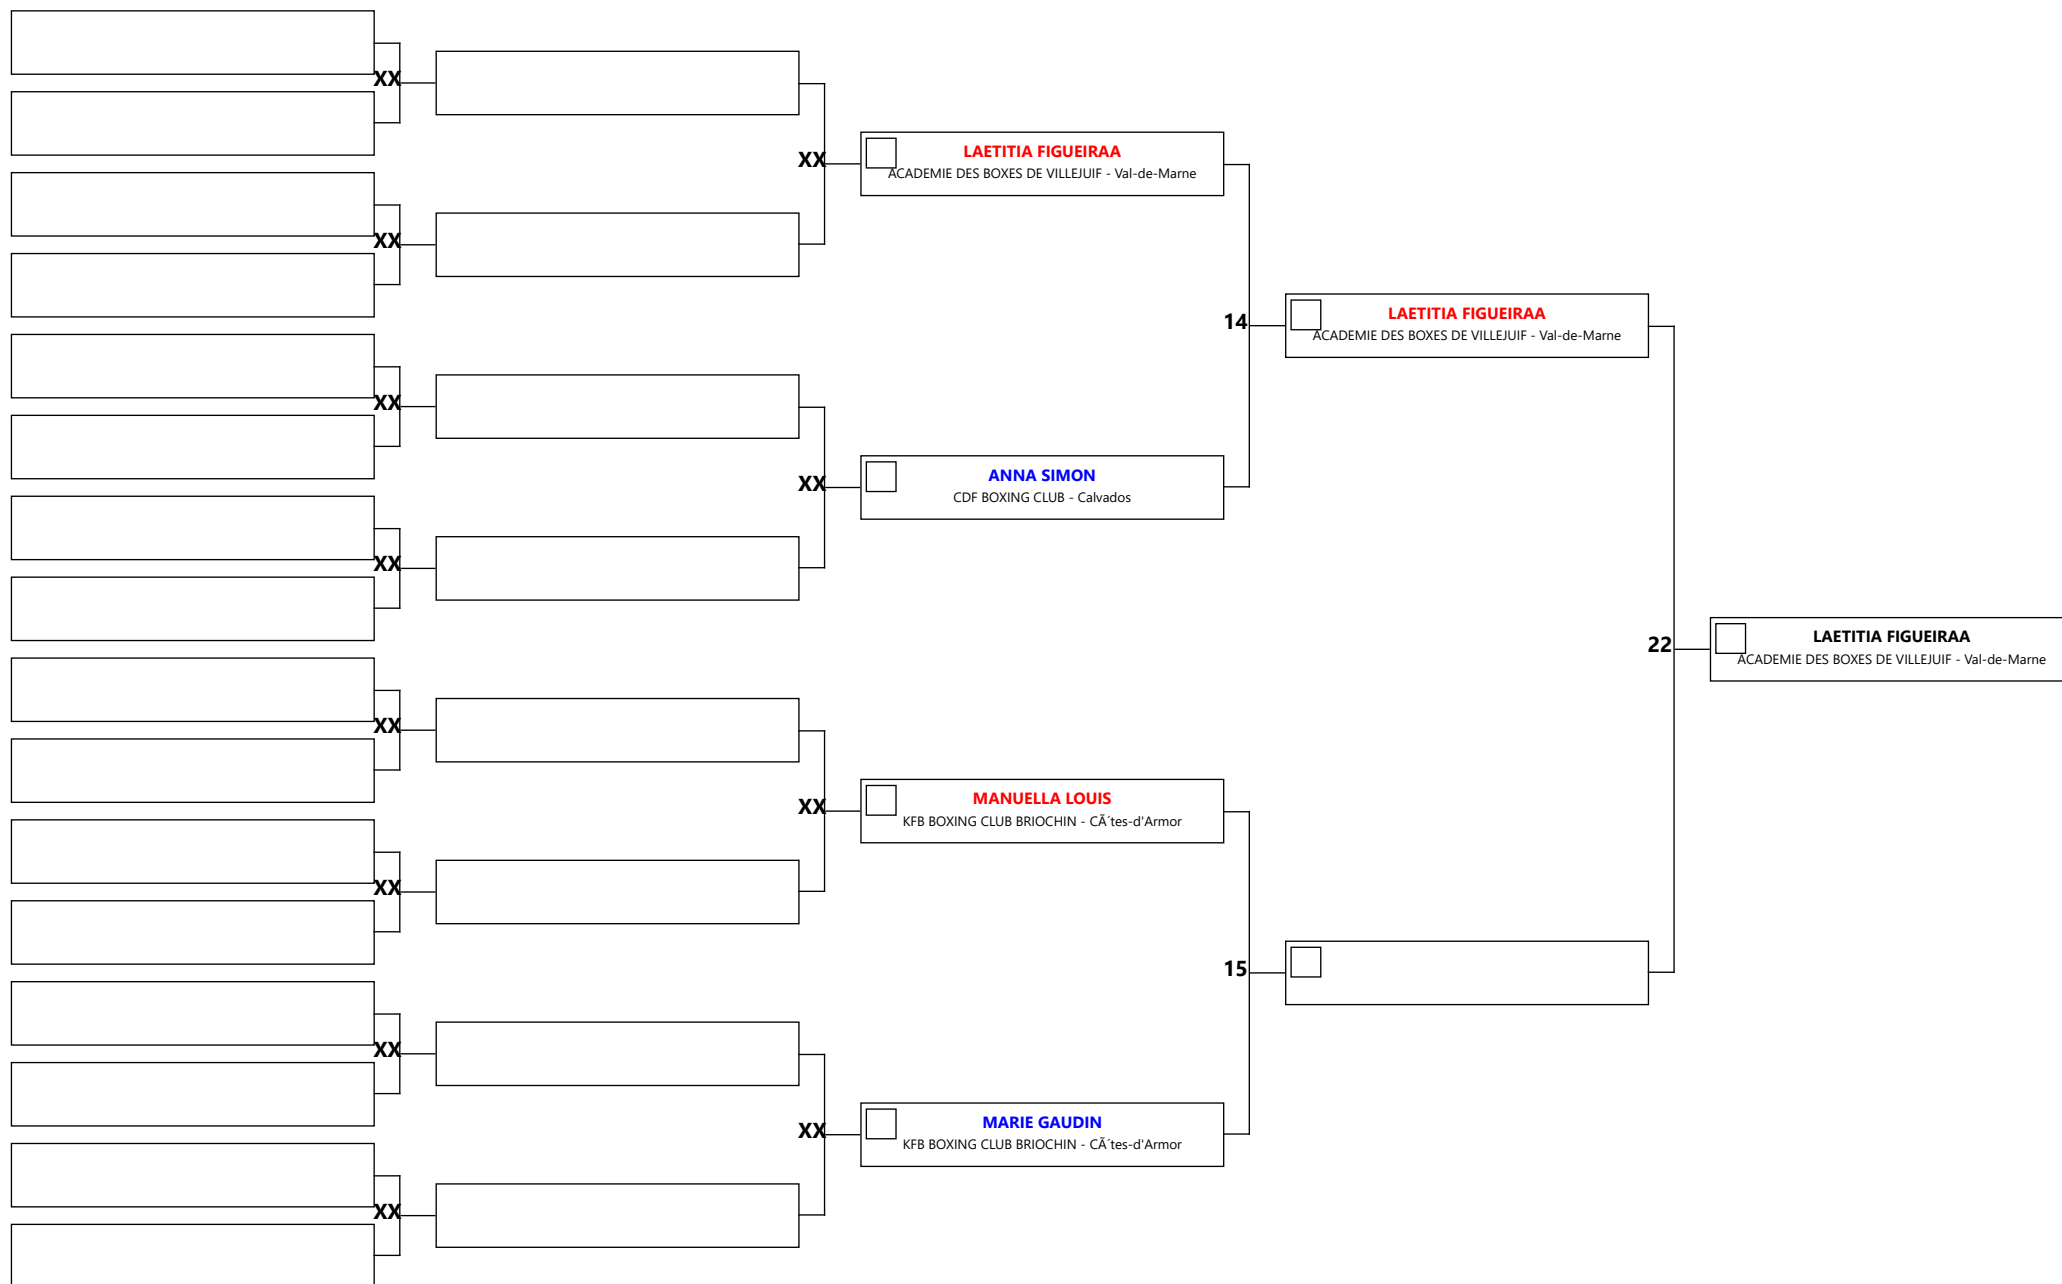 XX
XX
XX
XX
XX
XX
XX
XX
XX
XX
XX
XX
LAETITIA FIGUEIRAA
ACADEMIE DES BOXES DE VILLEJUIF - Val-de-Marne
ANNA SIMON
CDF BOXING CLUB - Calvados
MANUELLA LOUIS
KFB BOXING CLUB BRIOCHIN - CÃ´tes-d'Armor
MARIE GAUDIN
KFB BOXING CLUB BRIOCHIN - CÃ´tes-d'Armor
14
15
LAETITIA FIGUEIRAA
ACADEMIE DES BOXES DE VILLEJUIF - Val-de-Marne
22
LAETITIA FIGUEIRAA
ACADEMIE DES BOXES DE VILLEJUIF - Val-de-Marne